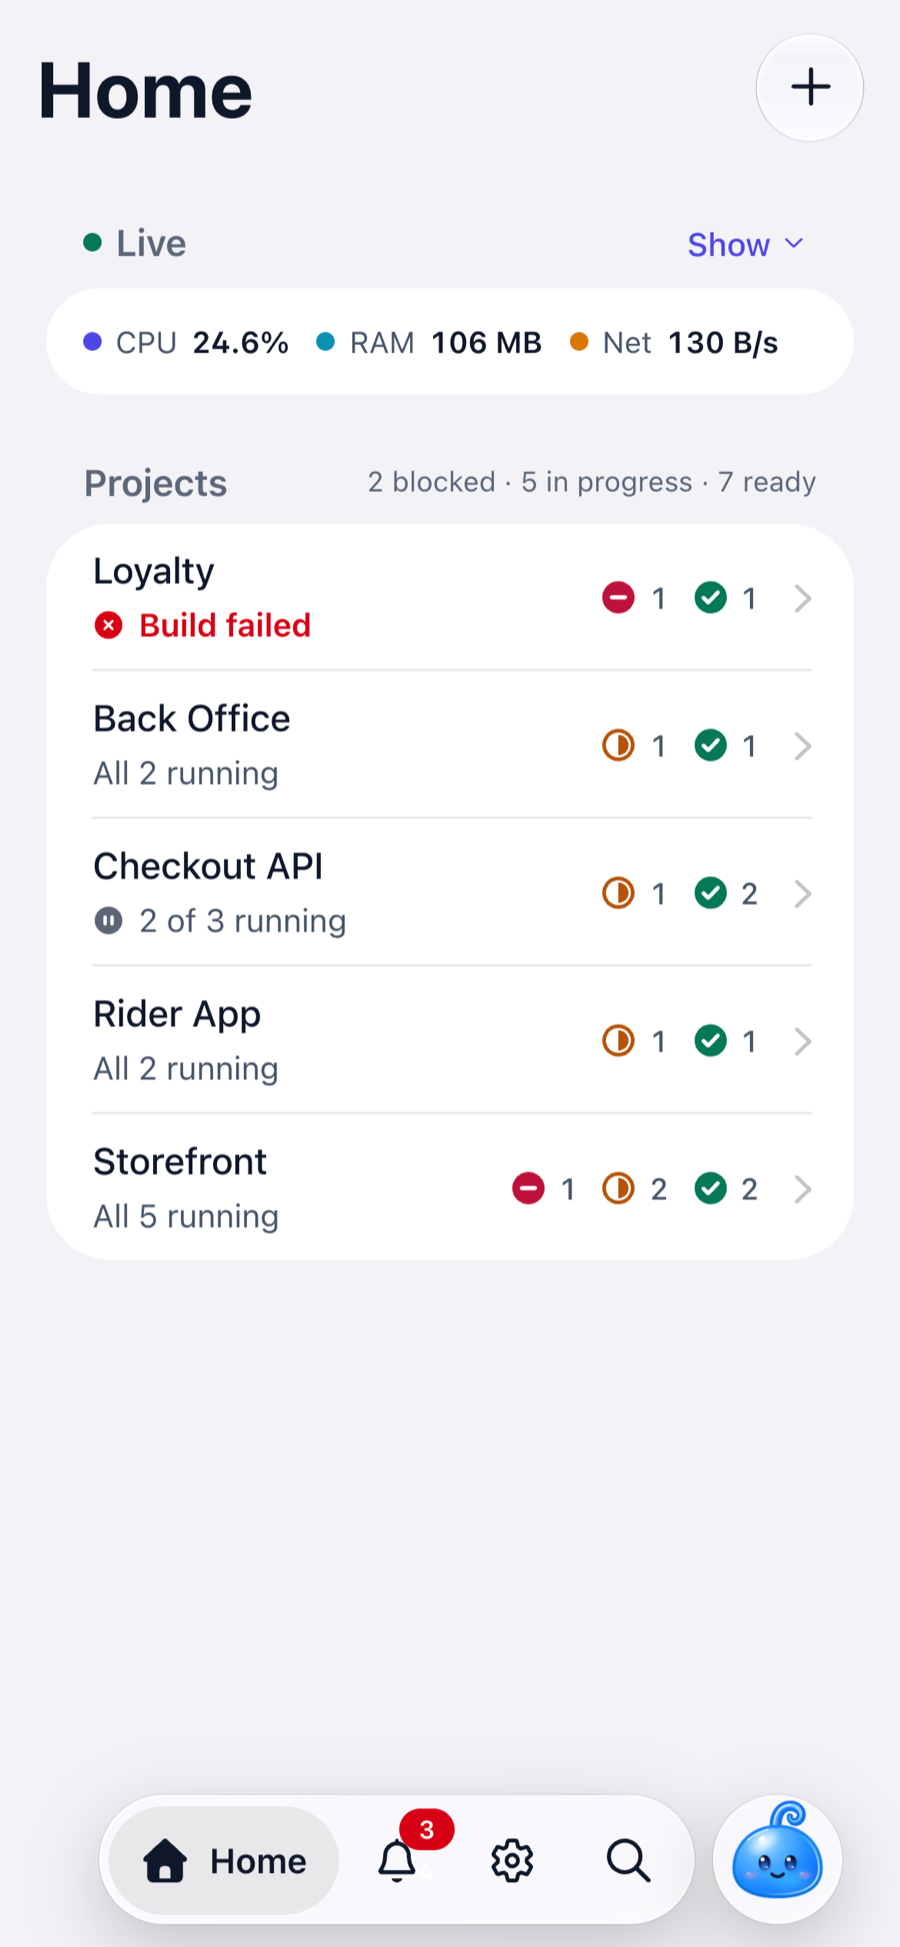 Home
Live
Show
CPU 24.6% RAM 106 MB Net 130 B/s
Projects
2 blocked · 5 in progress · 7 ready
Loyalty
Build failed
1 1
Back Office
All 2 running
1 1
Checkout API
2 of 3 running
1 2
Rider App
All 2 running
1 1
Storefront
All 5 running
1 2 2
3
Home